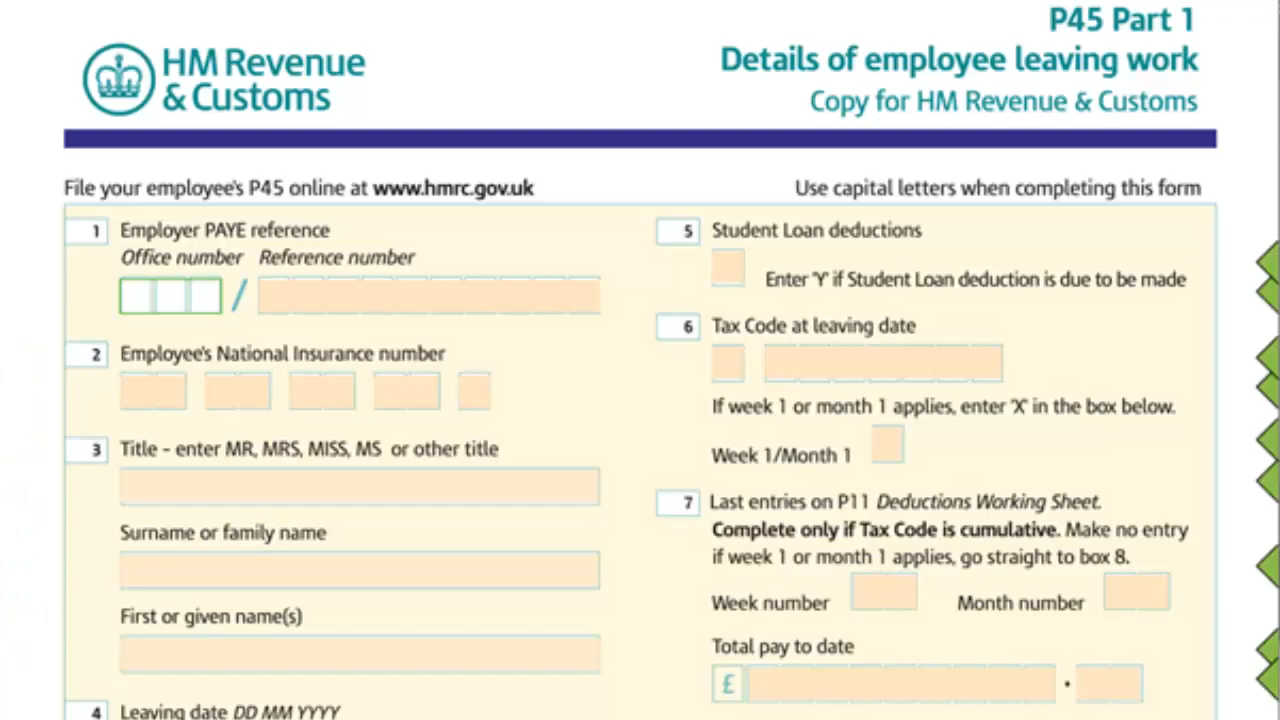 P45 Part 1
HM Revenue
& Customs
Details of employee leaving work
Copy for HM Revenue & Customs
File your employee's P45 online at www.hmrc.gov.uk
Use capital letters when completing this form
1 Employer PAYE reference
Office number Reference number
/
2 Employee's National Insurance number
3 Title – enter MR, MRS, MISS, MS or other title
Surname or family name
First or given name(s)
4 Leaving date DD MM YYYY
5 Student Loan deductions
Enter 'Y' if Student Loan deduction is due to be made
6 Tax Code at leaving date
If week 1 or month 1 applies, enter 'X' in the box below.
Week 1/Month 1
7 Last entries on P11 Deductions Working Sheet.
Complete only if Tax Code is cumulative. Make no entry
if week 1 or month 1 applies, go straight to box 8.
Week number Month number
Total pay to date
£ .